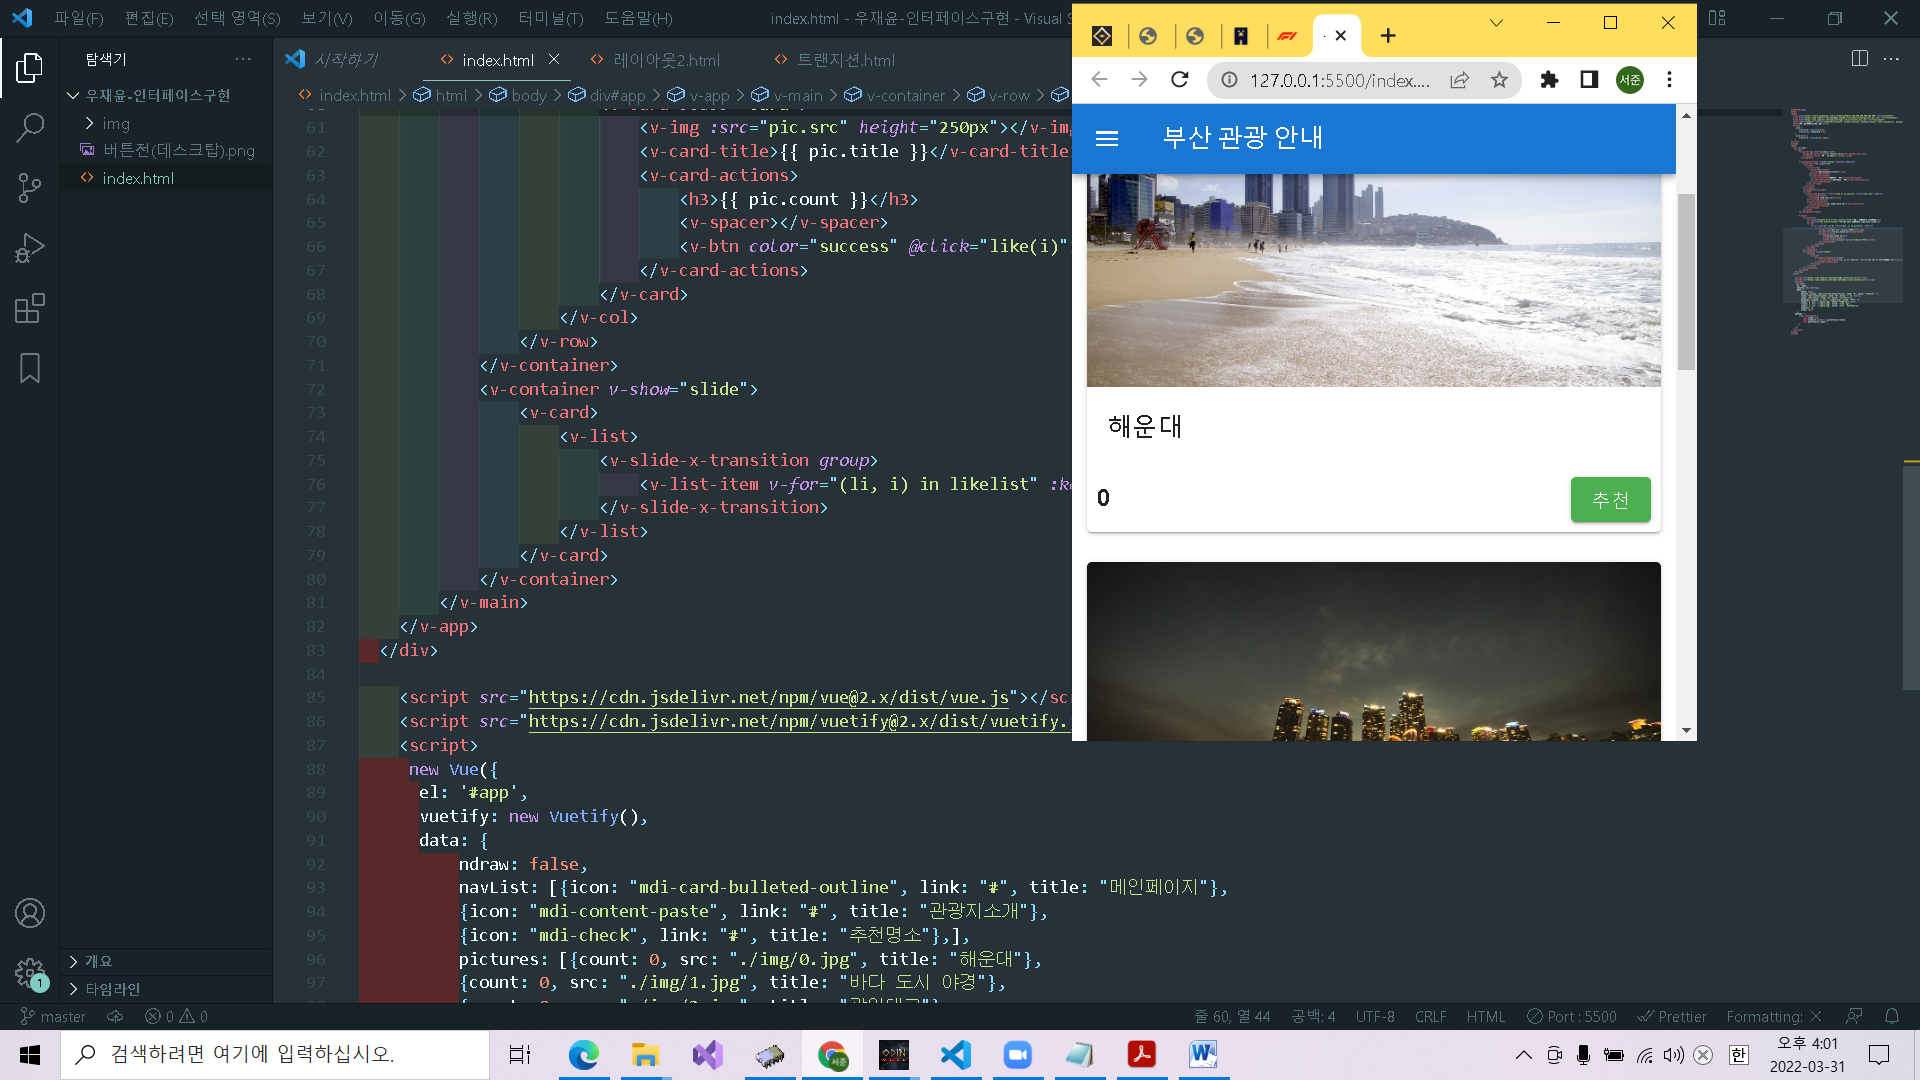 파일(F) 편집(E) 선택 영역(S) 보기(V) 이동(G) 실행(R) 터미널(T) 도움말(H)
index.html - 우재윤-인터페이스구현 - Visual S
탐색기
우재윤-인터페이스구현
img
버튼전(데스크탑).png
index.html
개요
타임라인
시작하기 index.html 레이아웃2.html 트랜지션.html
index.html > html > body > div#app > v-app > v-main > v-container > v-row >
61 <v-img :src="pic.src" height="250px"></v-im
62 <v-card-title>{{ pic.title }}</v-card-title
63 <v-card-actions>
64 <h3>{{ pic.count }}</h3>
65 <v-spacer></v-spacer>
66 <v-btn color="success" @click="like(i)"
67 </v-card-actions>
68 </v-card>
69 </v-col>
70 </v-row>
71 </v-container>
72 <v-container v-show="slide">
73 <v-card>
74 <v-list>
75 <v-slide-x-transition group>
76 <v-list-item v-for="(li, i) in likelist" :k
77 </v-slide-x-transition>
78 </v-list>
79 </v-card>
80 </v-container>
81 </v-main>
82 </v-app>
83 </div>
84
85 <script src="https://cdn.jsdelivr.net/npm/vue@2.x/dist/vue.js"></sc
86 <script src="https://cdn.jsdelivr.net/npm/vuetify@2.x/dist/vuetify.
87 <script>
88 new Vue({
89 el: '#app',
90 vuetify: new Vuetify(),
91 data: {
92 ndraw: false,
93 navList: [{icon: "mdi-card-bulleted-outline", link: "#", title: "메인페이지"},
94 {icon: "mdi-content-paste", link: "#", title: "관광지소개"},
95 {icon: "mdi-check", link: "#", title: "추천명소"},],
96 pictures: [{count: 0, src: "./img/0.jpg", title: "해운대"},
97 {count: 0, src: "./img/1.jpg", title: "바다 도시 야경"},
127.0.0.1:5500/index.... 서준
부산 관광 안내
해운대
0 추천
1
master 0 0 줄 60, 열 44 공백: 4 UTF-8 CRLF HTML Port : 5500 Prettier Formatting: ×
검색하려면 여기에 입력하십시오.
ODIN
한
오후 4:01
2022-03-31